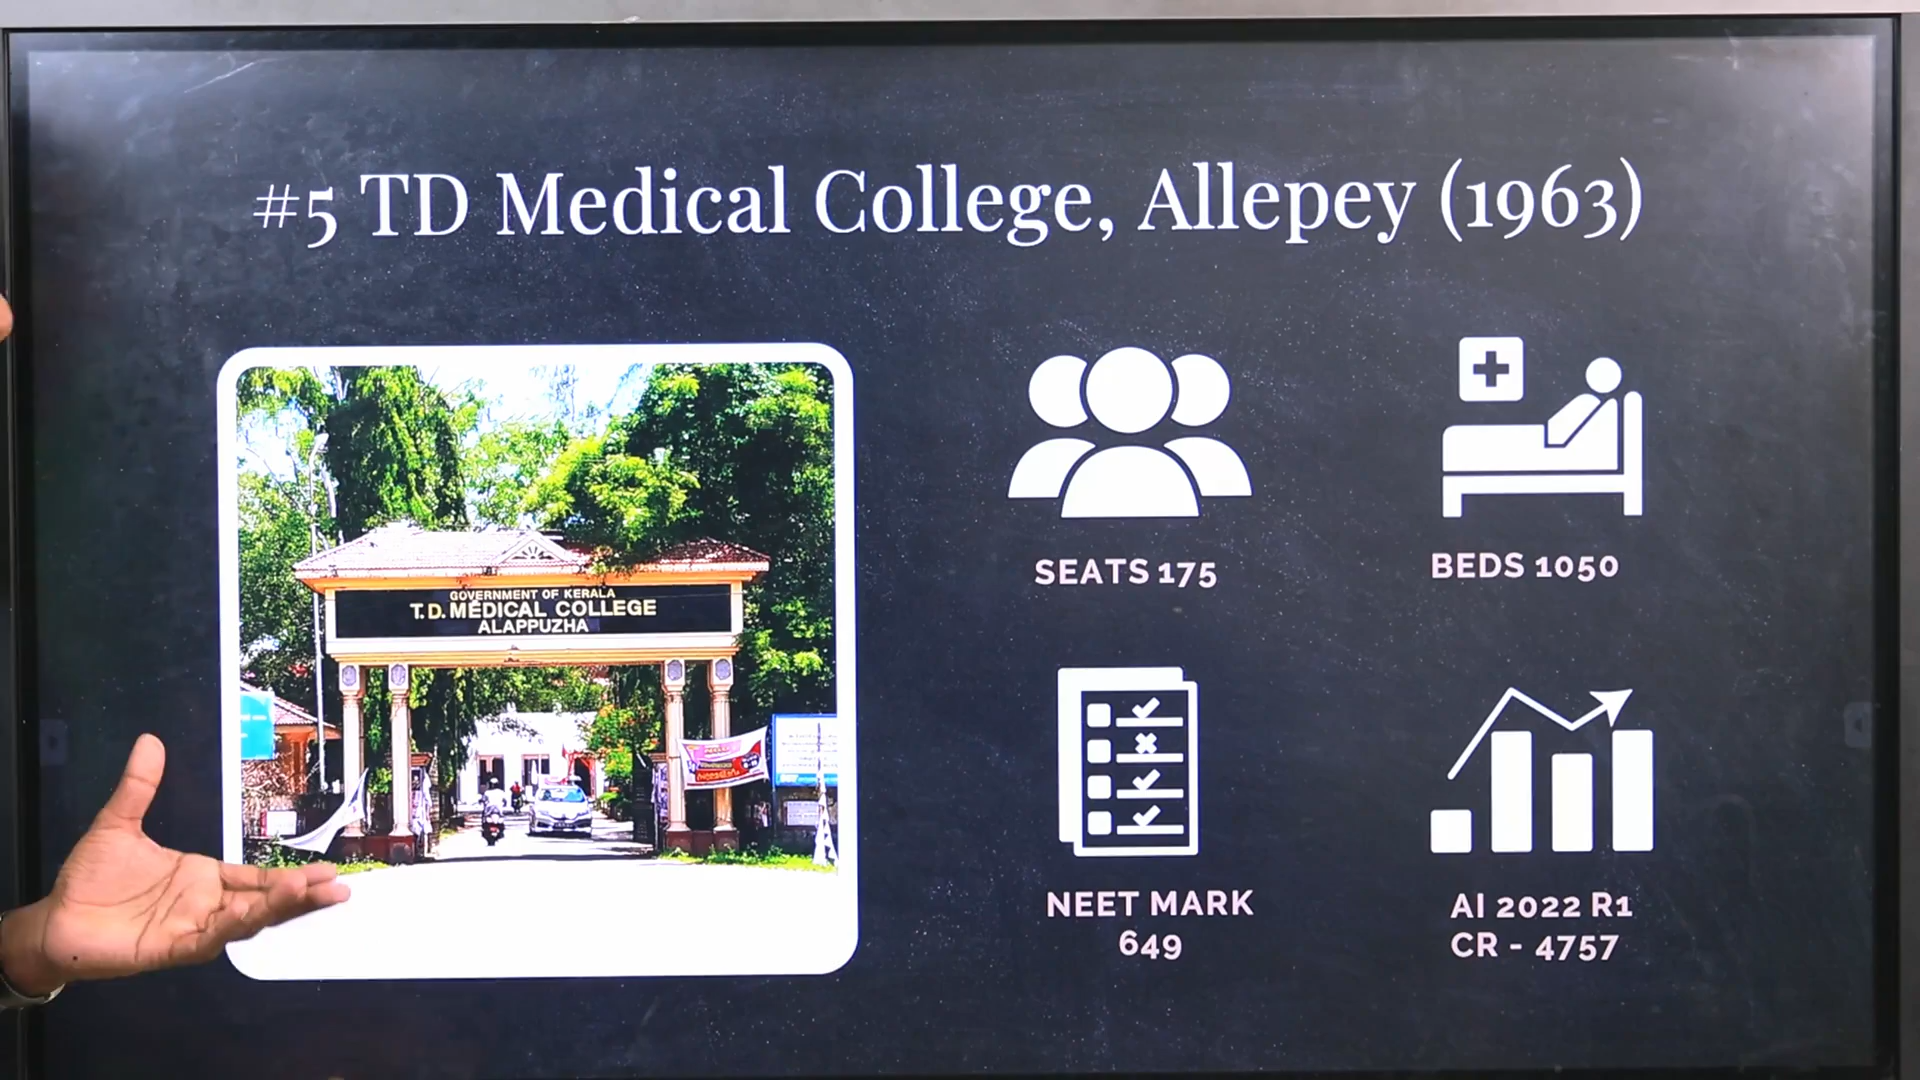 #5 TD Medical College, Allepey (1963)
GOVERNMENT OF KERALA
T.D. MEDICAL COLLEGE
ALAPPUZHA
SEATS 175
BEDS 1050
NEET MARK
649
AI 2022 R1
CR - 4757